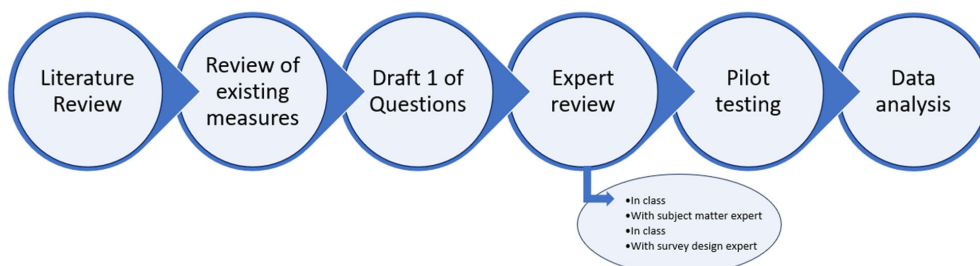 Literature
Review
Review of
existing
measures
Draft 1 of
Questions
Expert
review
Pilot
testing
Data
analysis
•In class
•With subject matter expert
•In class
•With survey design expert